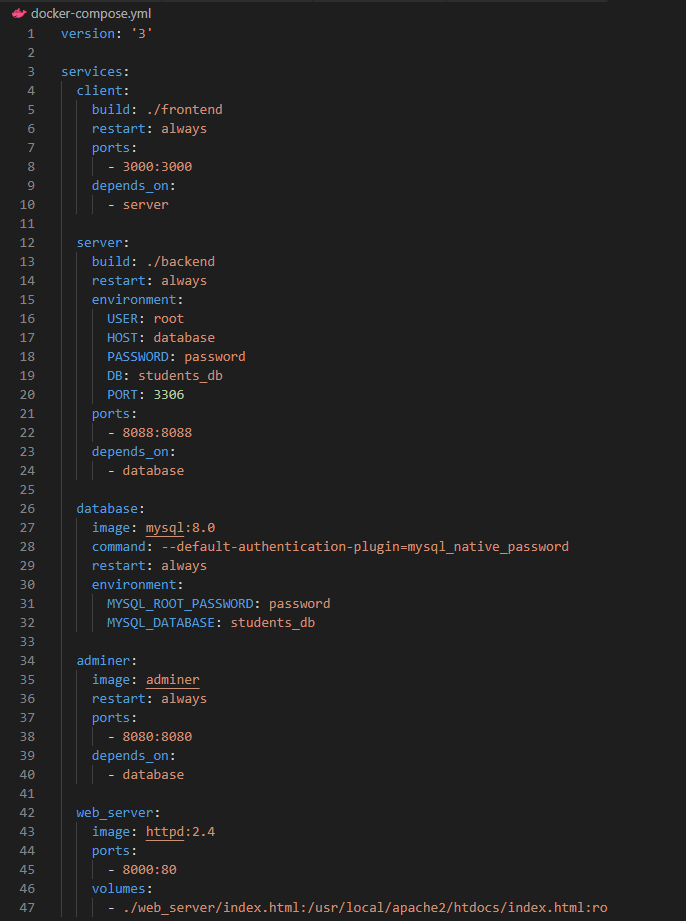 docker-compose.yml
1 version: '3'
2
3 services:
4   client:
5     build: ./frontend
6     restart: always
7     ports:
8       - 3000:3000
9     depends_on:
10       - server
11
12   server:
13     build: ./backend
14     restart: always
15     environment:
16       USER: root
17       HOST: database
18       PASSWORD: password
19       DB: students_db
20       PORT: 3306
21     ports:
22       - 8088:8088
23     depends_on:
24       - database
25
26   database:
27     image: mysql:8.0
28     command: --default-authentication-plugin=mysql_native_password
29     restart: always
30     environment:
31       MYSQL_ROOT_PASSWORD: password
32       MYSQL_DATABASE: students_db
33
34   adminer:
35     image: adminer
36     restart: always
37     ports:
38       - 8080:8080
39     depends_on:
40       - database
41
42   web_server:
43     image: httpd:2.4
44     ports:
45       - 8000:80
46     volumes:
47       - ./web_server/index.html:/usr/local/apache2/htdocs/index.html:ro